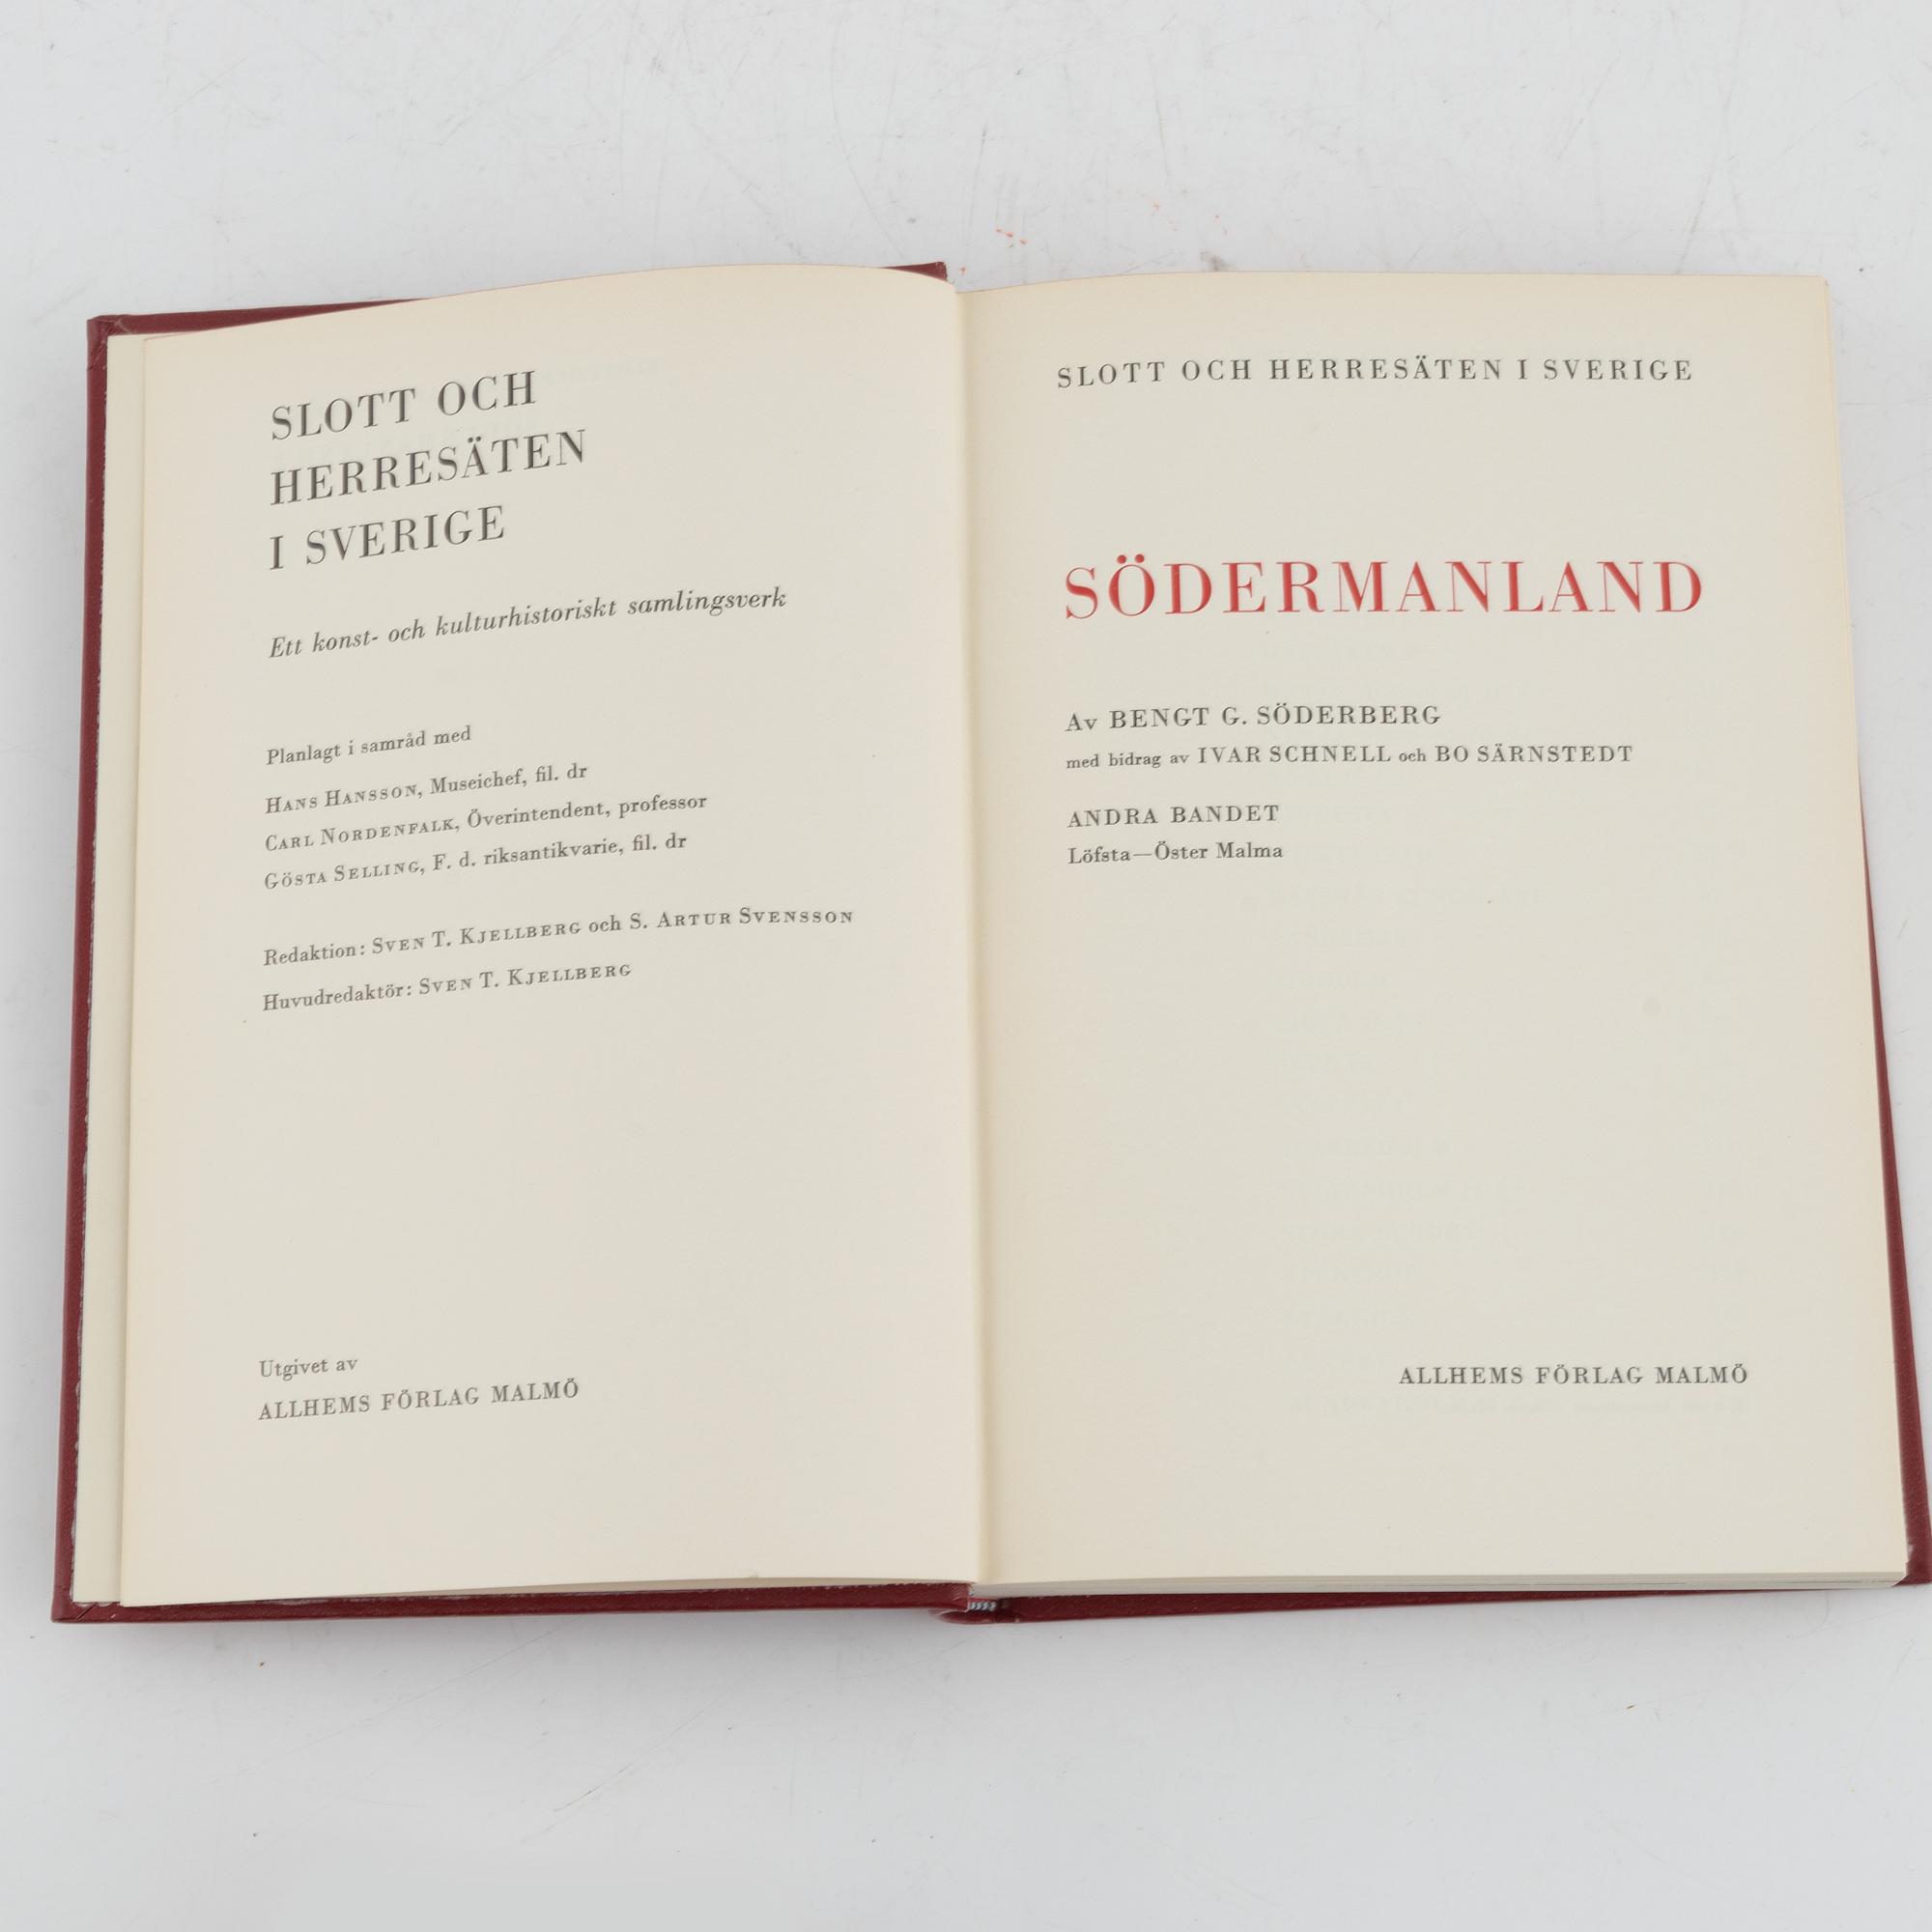 SLOTT OCH
HERRESÄTEN
I SVERIGE
Ett konst- och kulturhistoriskt samlingsverk
Planlagt i samråd med
HANS HANSSON, Museichef, fil. dr
CARL NORDENFALK, Överintendent, professor
GÖSTA SELLING, F. d. riksantikvarie, fil. dr
Redaktion: SVEN T. KJELLBERG och S. ARTUR SVENSSON
Huvudredaktör: SVEN T. KJELLBERG
Utgivet av
ALLHEMS FÖRLAG MALMÖ
SLOTT OCH HERRESÄTEN I SVERIGE
SÖDERMANLAND
Av BENGT G. SÖDERBERG
med bidrag av IVAR SCHNELL och BO SÄRNSTEDT
ANDRA BANDET
Löfsta—Öster Malma
ALLHEMS FÖRLAG MALMÖ